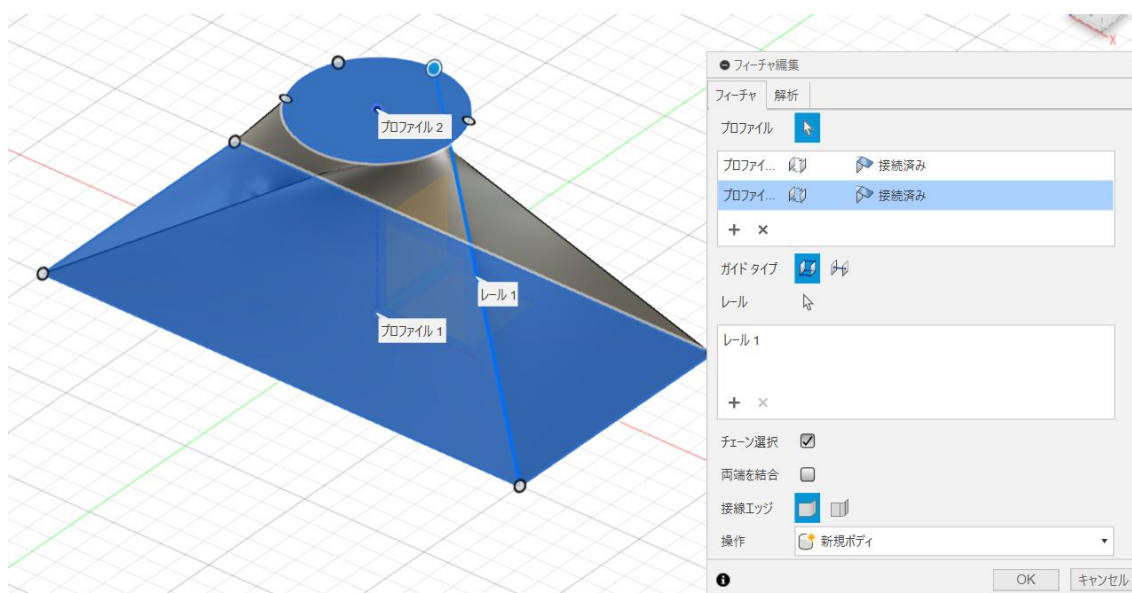 X
フィーチャ編集
フィーチャ 解析
プロファイル
プロファイ... 接続済み
プロファイ... 接続済み
ガイド タイプ
レール
レール 1
チェーン選択
両端を結合
接線エッジ
操作 新規ボディ
OK キャンセル
プロファイル 2
レール 1
プロファイル 1